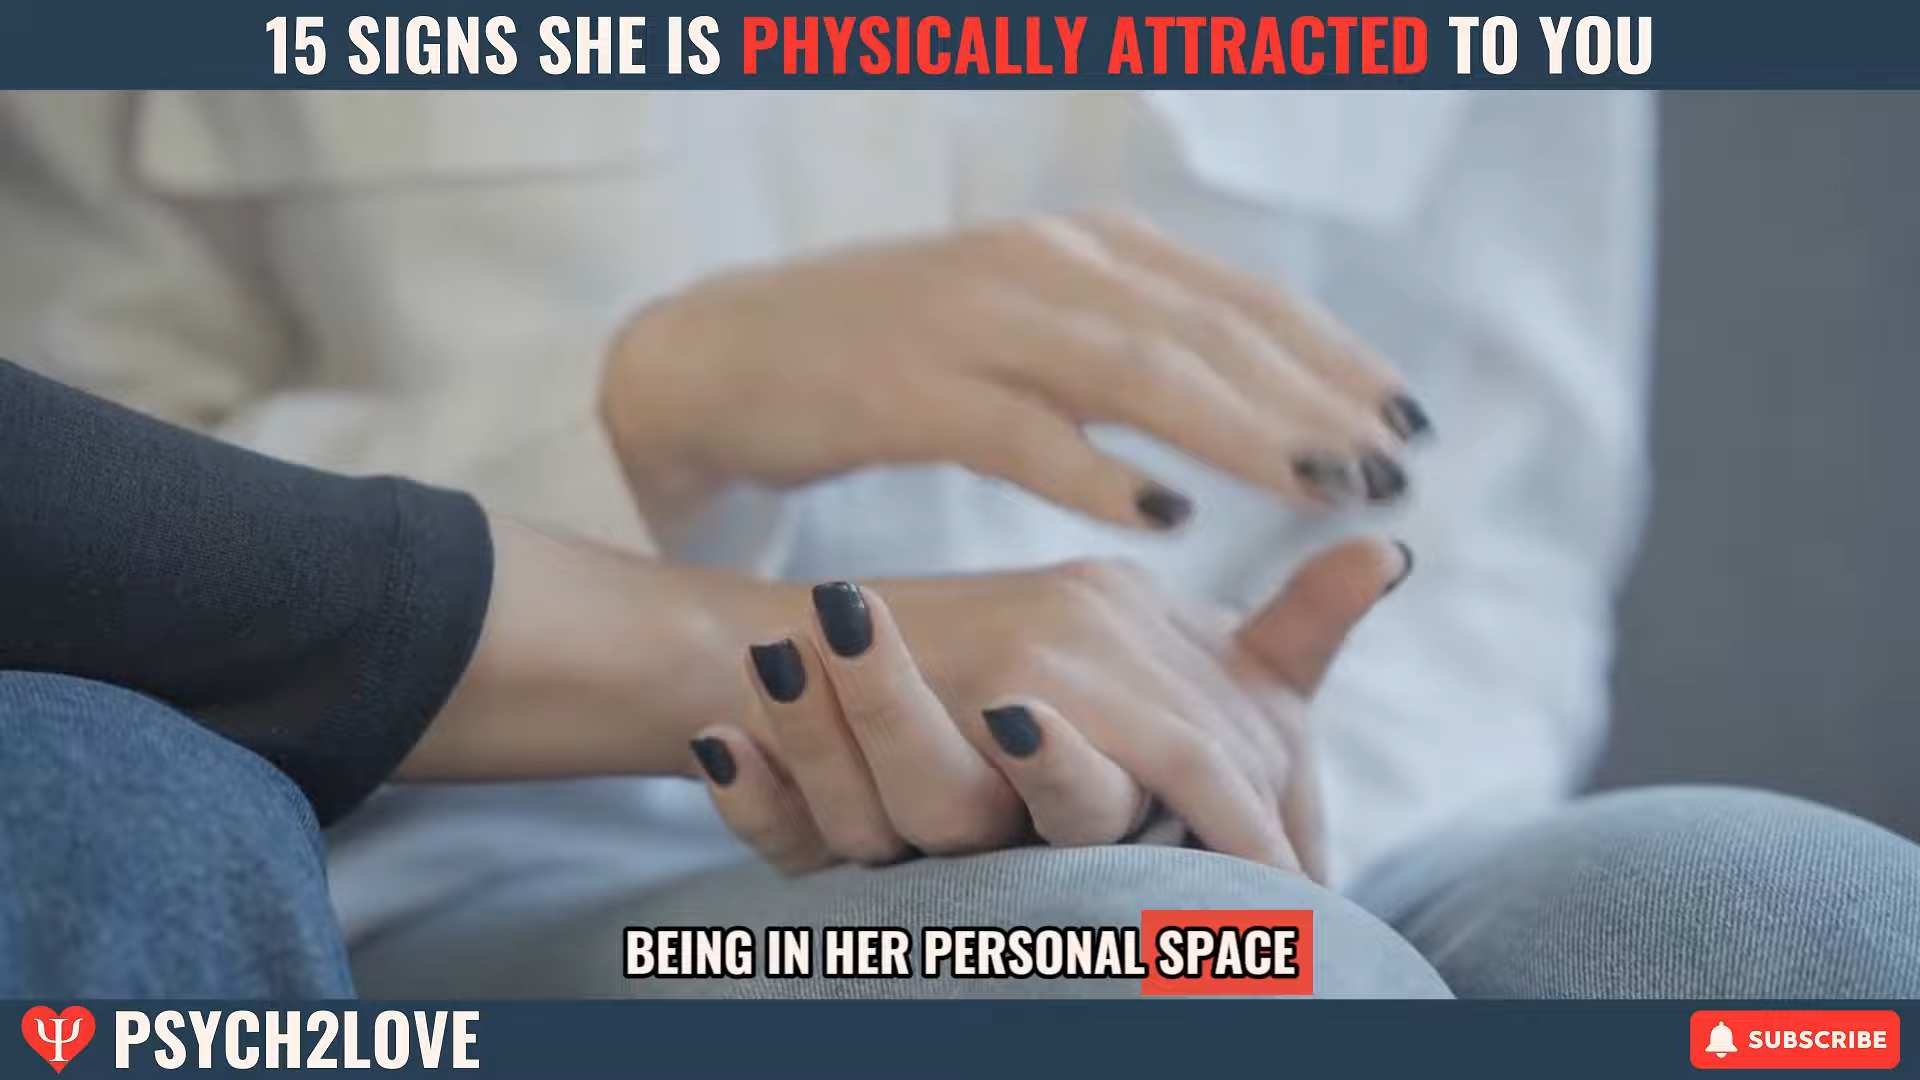 15 SIGNS SHE IS PHYSICALLY ATTRACTED TO YOU
BEING IN HER PERSONAL SPACE
PSYCH2LOVE
SUBSCRIBE